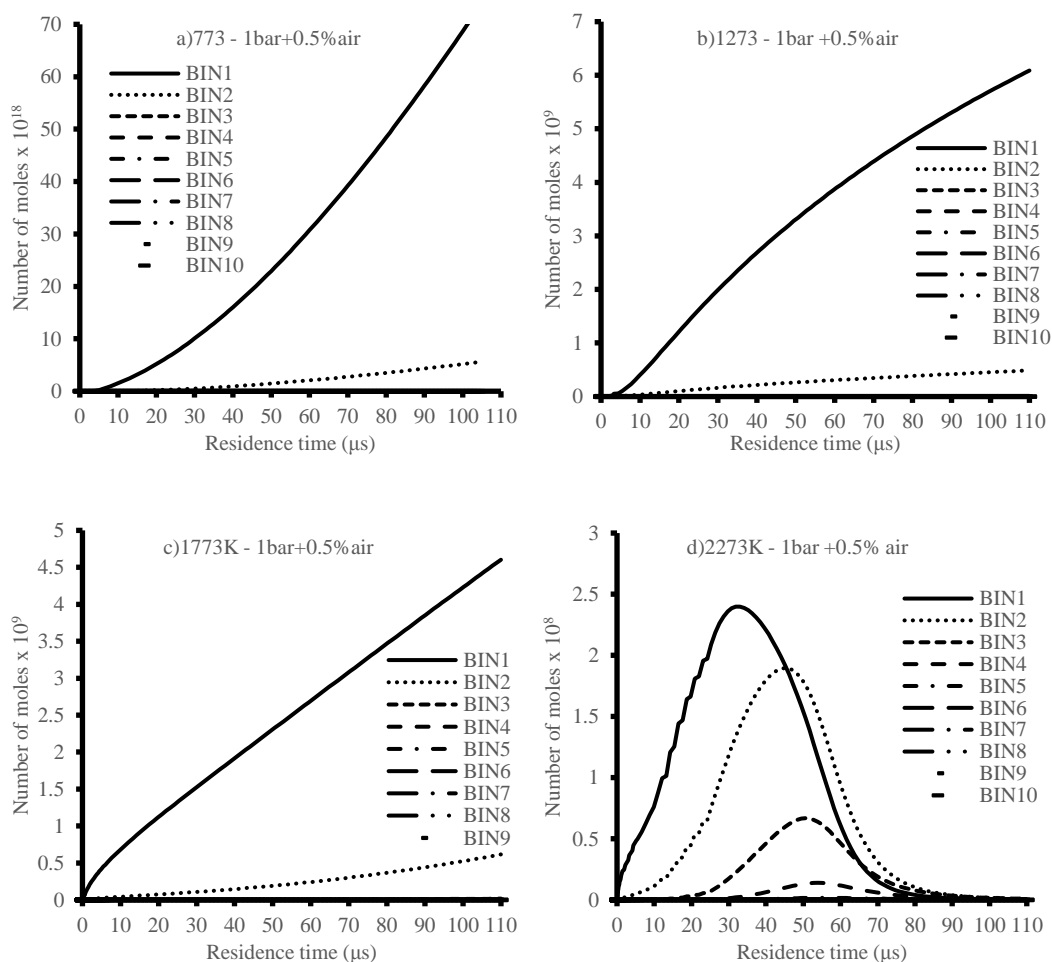 a)773 - 1bar+0.5%air
Number of moles x 10¹⁸
70
60
50
40
30
20
10
0
BIN1
BIN2
BIN3
BIN4
BIN5
BIN6
BIN7
BIN8
BIN9
BIN10
0 10 20 30 40 50 60 70 80 90 100 110
Residence time (µs)
b)1273 - 1bar +0.5%air
Number of moles x 10⁹
7
6
5
4
3
2
1
0
BIN1
BIN2
BIN3
BIN4
BIN5
BIN6
BIN7
BIN8
BIN9
BIN10
0 10 20 30 40 50 60 70 80 90 100 110
Residence time (µs)
c)1773K - 1bar+0.5%air
Number of moles x 10⁹
5
4.5
4
3.5
3
2.5
2
1.5
1
0.5
0
BIN1
BIN2
BIN3
BIN4
BIN5
BIN6
BIN7
BIN8
BIN9
0 10 20 30 40 50 60 70 80 90 100 110
Residence time (µs)
d)2273K - 1bar +0.5% air
Number of moles x 10⁸
3
2.5
2
1.5
1
0.5
0
BIN1
BIN2
BIN3
BIN4
BIN5
BIN6
BIN7
BIN8
BIN9
BIN10
0 10 20 30 40 50 60 70 80 90 100 110
Residence time (µs)